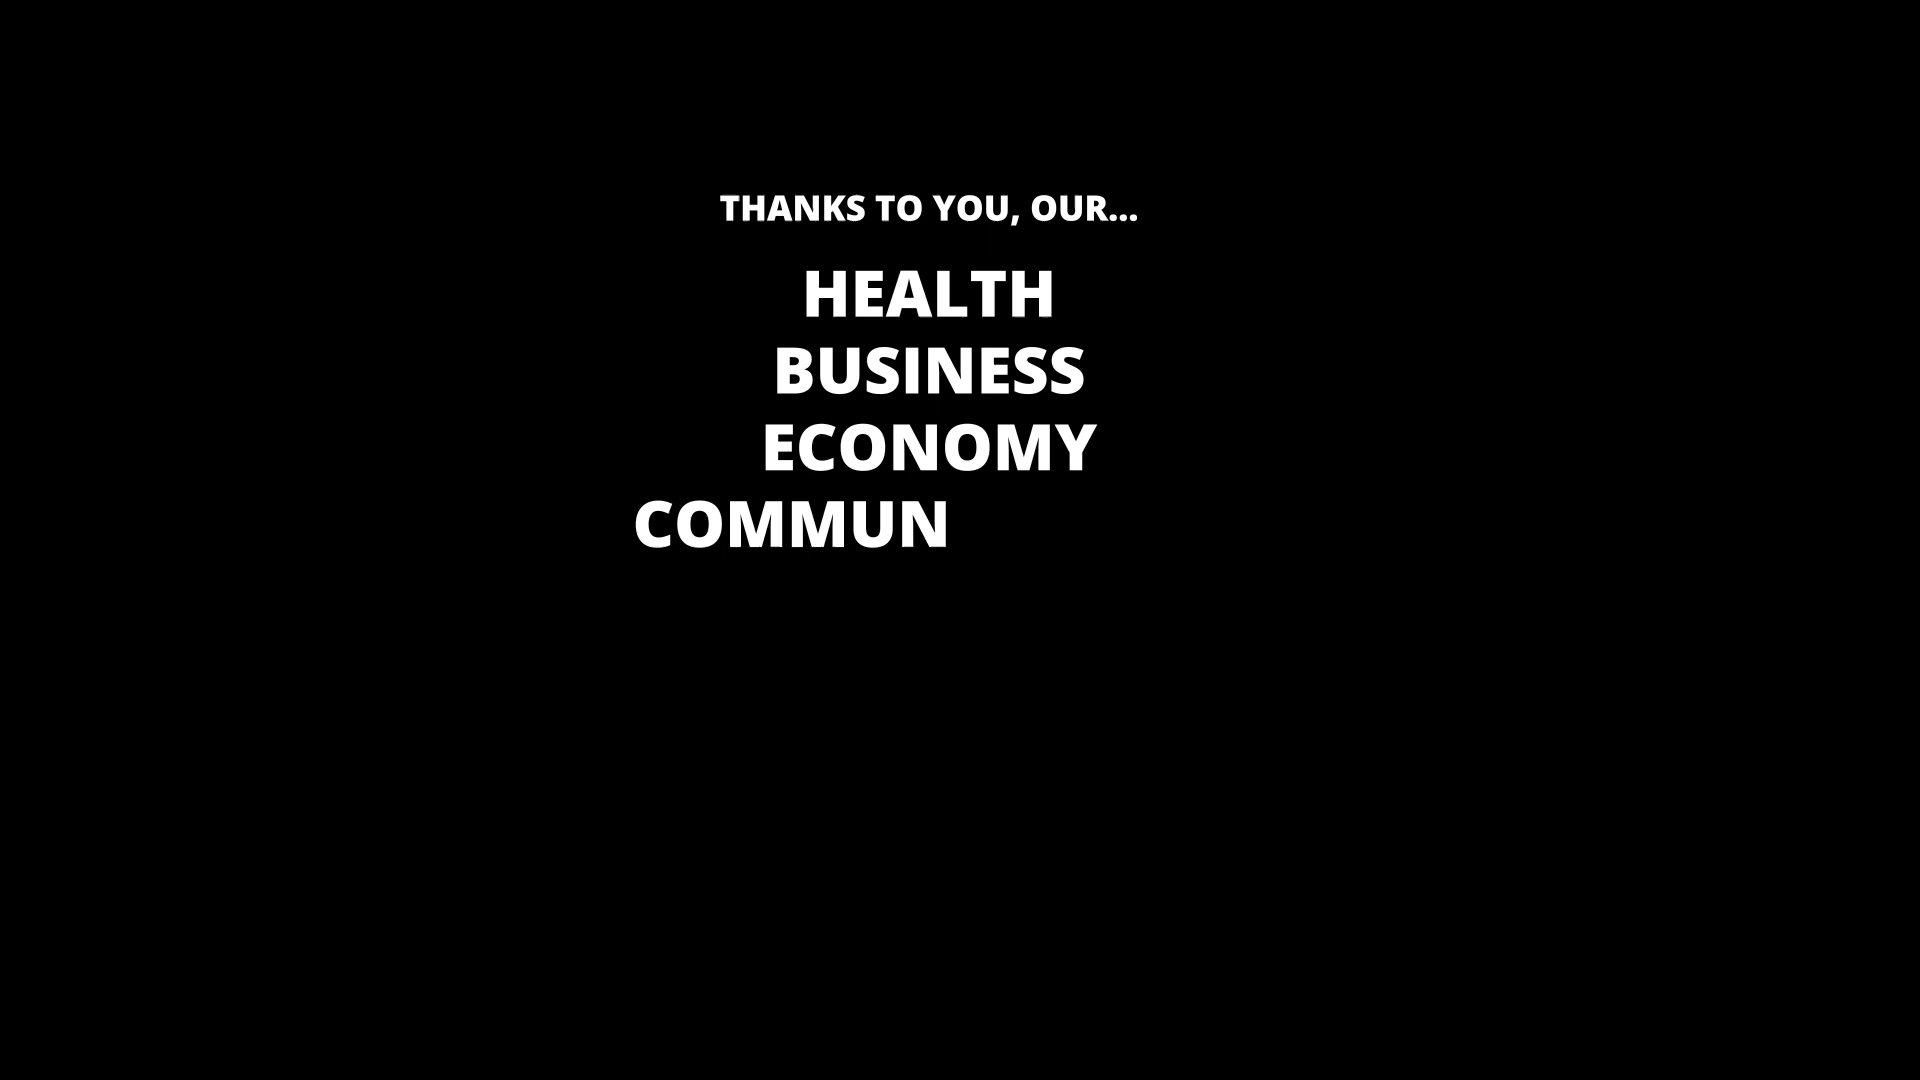 THANKS TO YOU, OUR...
HEALTH
BUSINESS
ECONOMY
COMMUN